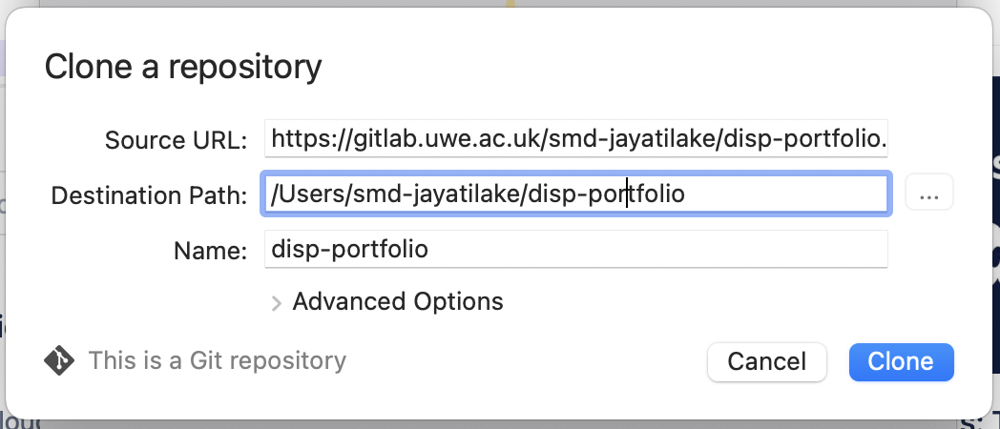 Clone a repository
Source URL: https://gitlab.uwe.ac.uk/smd-jayatilake/disp-portfolio.
Destination Path: /Users/smd-jayatilake/disp-portfolio ...
Name: disp-portfolio
Advanced Options
This is a Git repository Cancel Clone